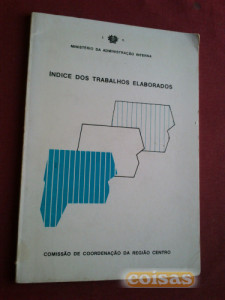 MINISTÉRIO DA ADMINISTRAÇÃO INTERNA
ÍNDICE DOS TRABALHOS ELABORADOS
COMISSÃO DE COORDENAÇÃO DA REGIÃO CENTRO
coisas